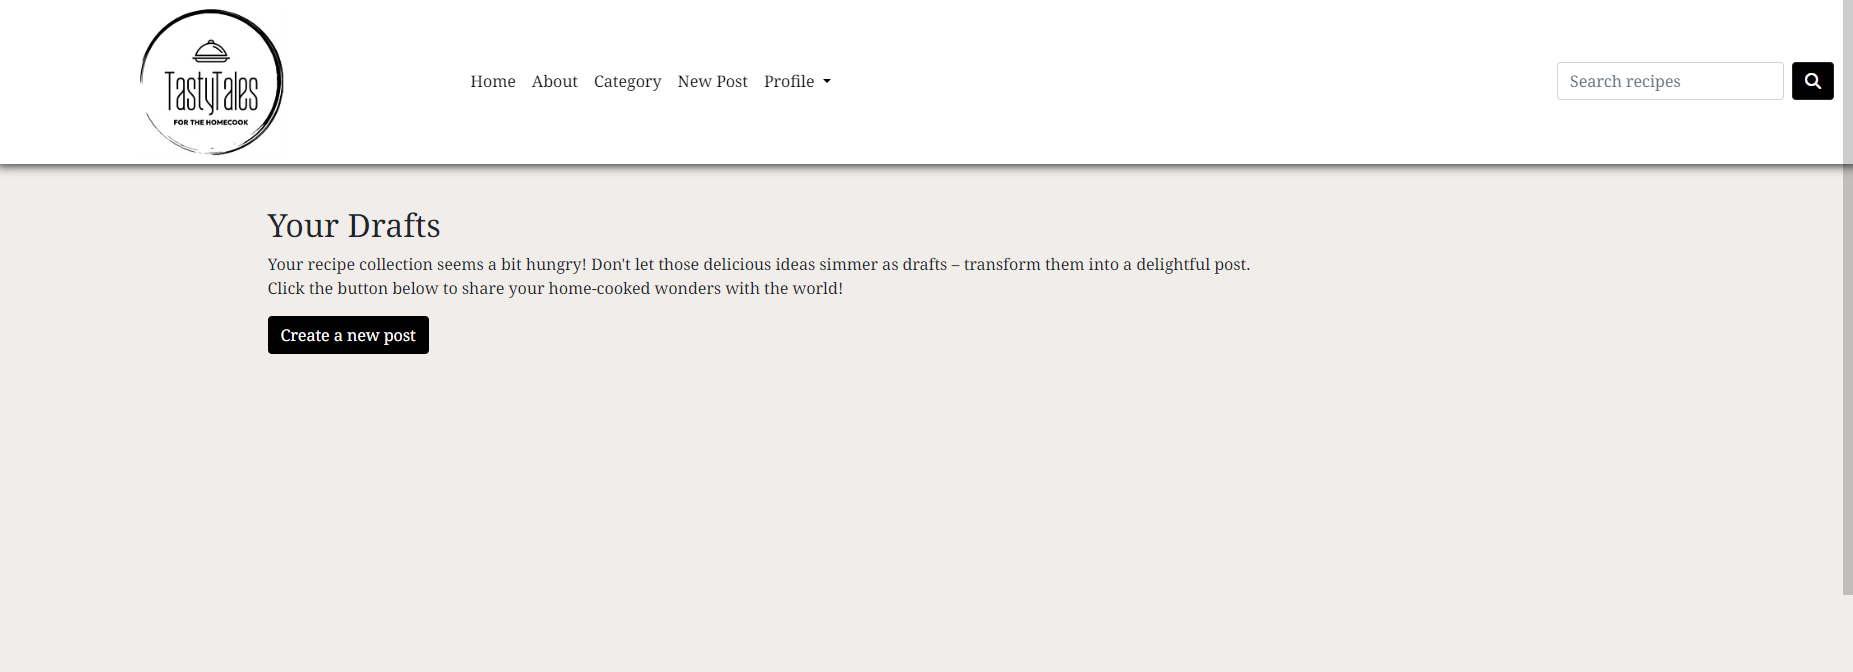 TastyTales
FOR THE HOMECOOK
Home About Category New Post Profile
Search recipes
Your Drafts
Your recipe collection seems a bit hungry! Don't let those delicious ideas simmer as drafts – transform them into a delightful post.
Click the button below to share your home-cooked wonders with the world!
Create a new post